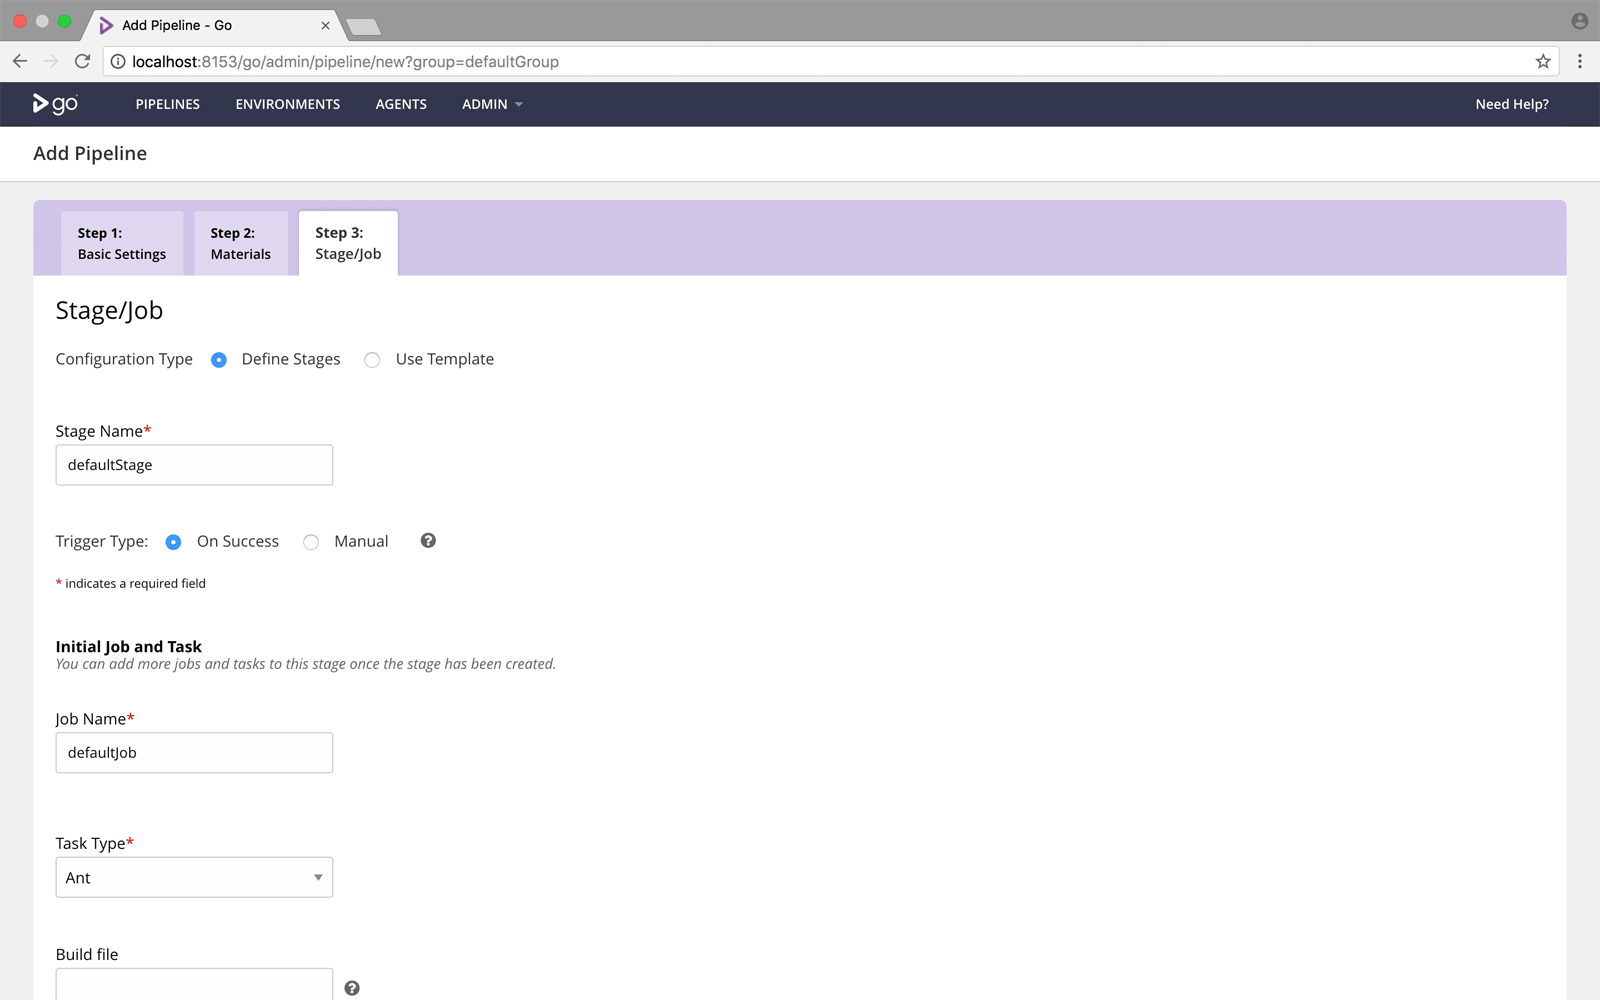 Add Pipeline - Go
localhost:8153/go/admin/pipeline/new?group=defaultGroup
go PIPELINES ENVIRONMENTS AGENTS ADMIN Need Help?
Add Pipeline
Step 1: Step 2: Step 3:
Basic Settings Materials Stage/Job
Stage/Job
Configuration Type Define Stages Use Template
Stage Name*
defaultStage
Trigger Type: On Success Manual ?
* indicates a required field
Initial Job and Task
You can add more jobs and tasks to this stage once the stage has been created.
Job Name*
defaultJob
Task Type*
Ant
Build file
?